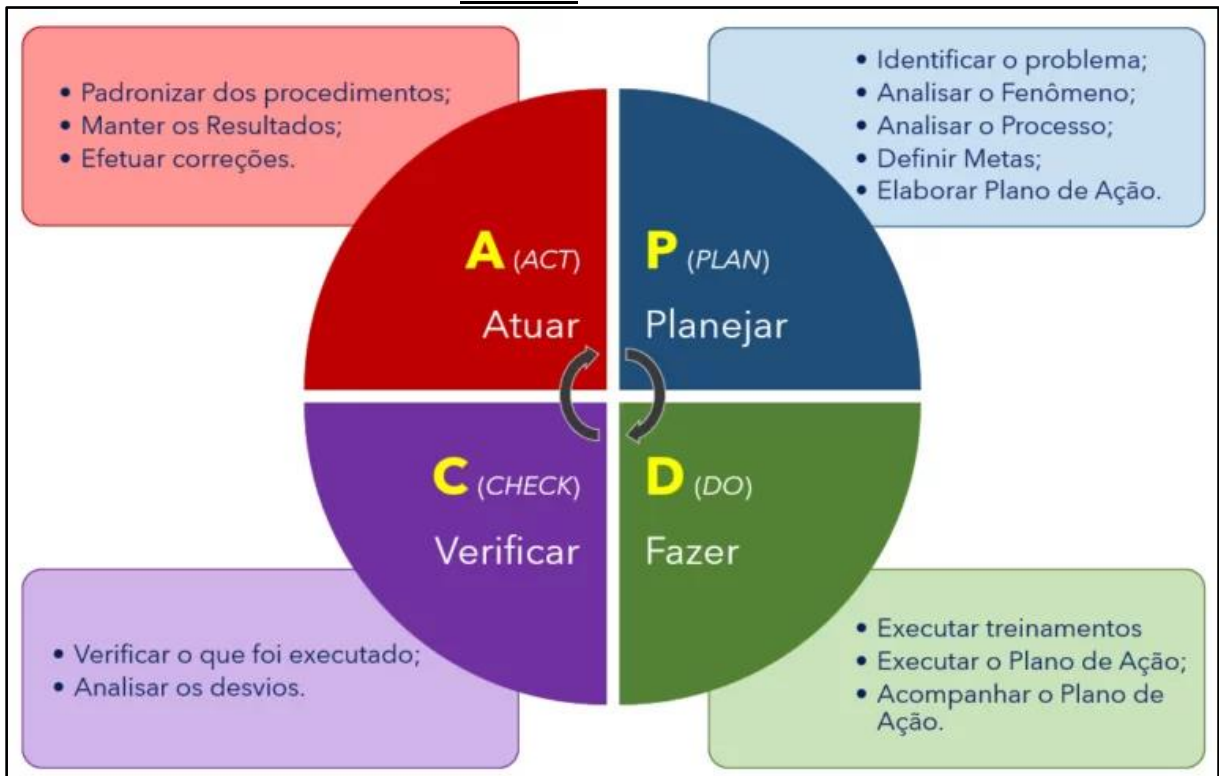 • Padronizar dos procedimentos;
• Manter os Resultados;
• Efetuar correções.
• Identificar o problema;
• Analisar o Fenômeno;
• Analisar o Processo;
• Definir Metas;
• Elaborar Plano de Ação.
A (ACT)
Atuar
P (PLAN)
Planejar
C (CHECK)
Verificar
D (DO)
Fazer
• Verificar o que foi executado;
• Analisar os desvios.
• Executar treinamentos
• Executar o Plano de Ação;
• Acompanhar o Plano de
Ação.